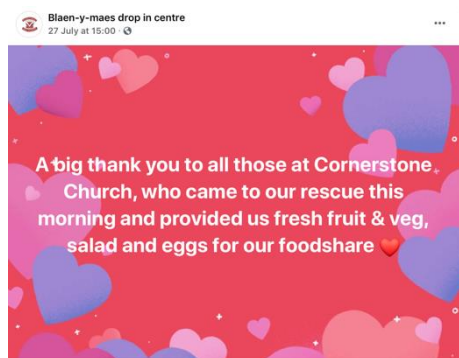 Blaen-y-maes drop in centre
27 July at 15:00 ·
A big thank you to all those at Cornerstone
Church, who came to our rescue this
morning and provided us fresh fruit & veg,
salad and eggs for our foodshare ❤️